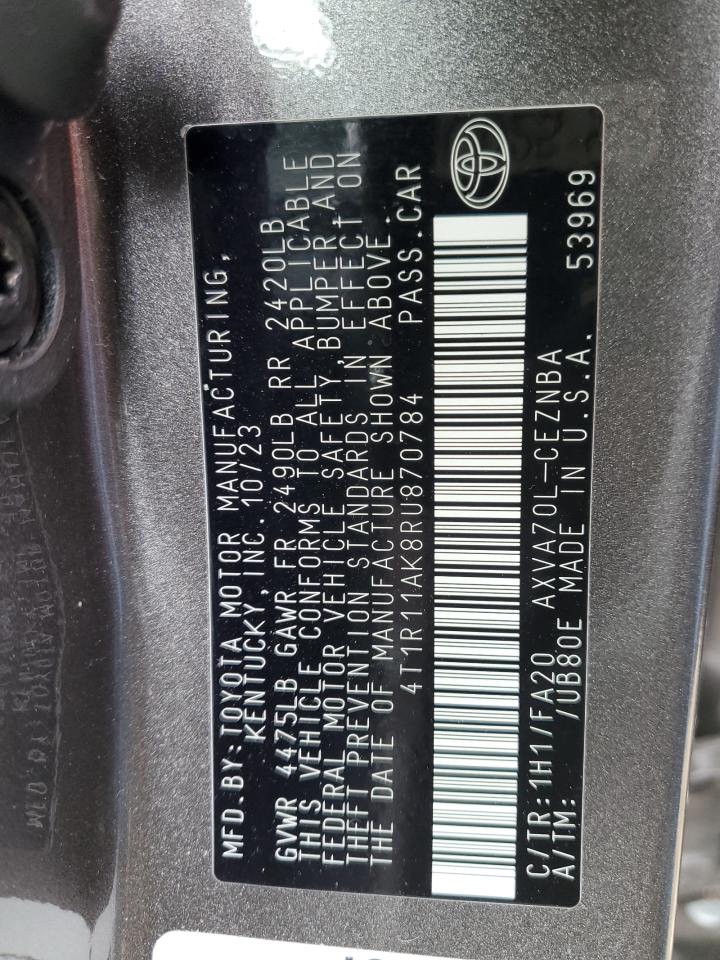 MFD.BY:TOYOTA MOTOR MANUFACTURING,
KENTUCKY, INC. 10/23
GVWR 4475LB GAWR FR 2490LB RR 2420LB
THIS VEHICLE CONFORMS TO ALL APPLICABLE
FEDERAL MOTOR VEHICLE SAFETY, BUMPER AND
THEFT PREVENTION STANDARDS IN EFFECT ON
THE DATE OF MANUFACTURE SHOWN ABOVE.
4T1R11AK8RU870784 PASS.CAR
C/TR:1H1/FA20 AXVA70L-CEZNBA
A/TM: /UB80E MADE IN U.S.A. 53969